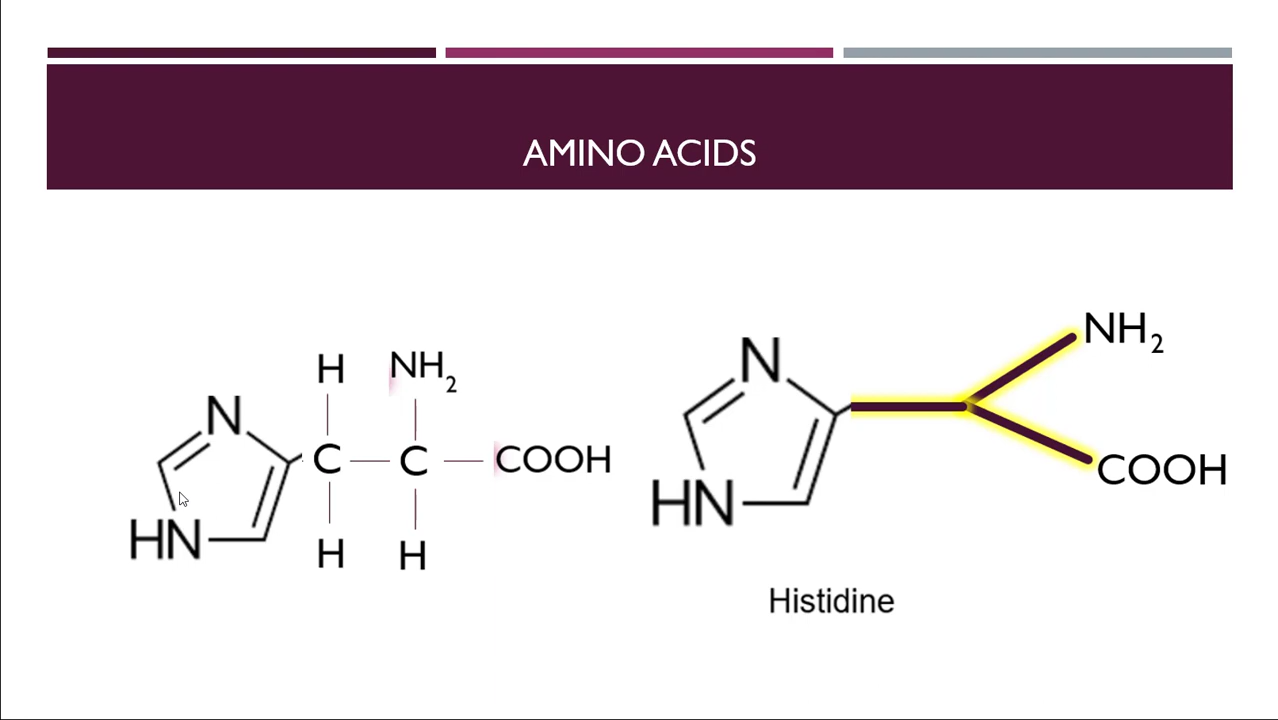 AMINO ACIDS
H NH₂
N
C C COOH
HN
H H
N
NH₂
COOH
HN
Histidine